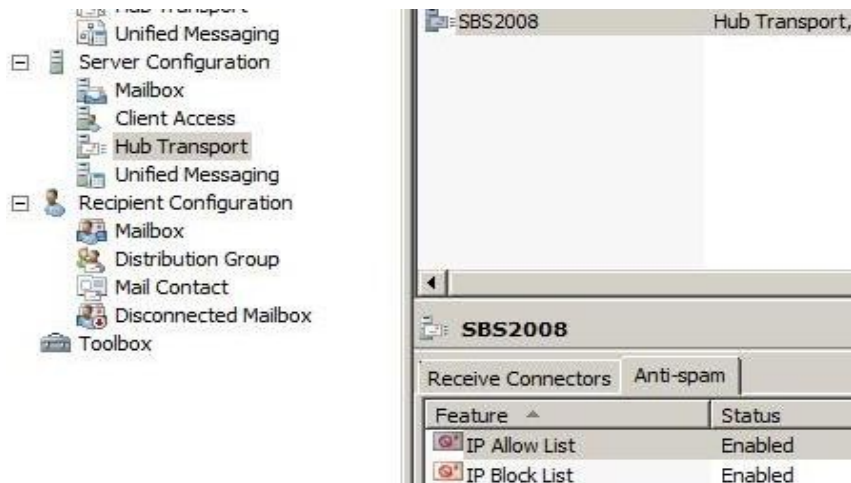 Hub Transport
Unified Messaging
Server Configuration
Mailbox
Client Access
Hub Transport
Unified Messaging
Recipient Configuration
Mailbox
Distribution Group
Mail Contact
Disconnected Mailbox
Toolbox
SBS2008 Hub Transport,
SBS2008
Receive Connectors Anti-spam
Feature Status
IP Allow List Enabled
IP Block List Enabled